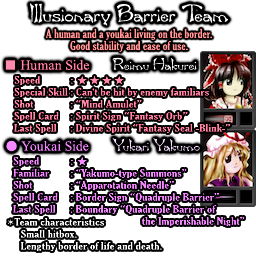 Illusionary Barrier Team
A human and a youkai living on the border.
Good stability and ease of use.
Human Side Reimu Hakurei
Speed : ★★★★
Special Skill : Can't be hit by enemy familiars
Shot : "Mind Amulet"
Spell Card : Spirit Sign "Fantasy Orb"
Last Spell : Divine Spirit "Fantasy Seal -Blink-"
Youkai Side Yukari Yakumo
Speed : ★
Familiar : "Yakumo-type Summons"
Shot : "Apparotation Needle"
Spell Card : Border Sign "Quadruple Barrier"
Last Spell : Boundary "Quadruple Barrier of
the Imperishable Night"
*Team characteristics
Small hitbox.
Lengthy border of life and death.